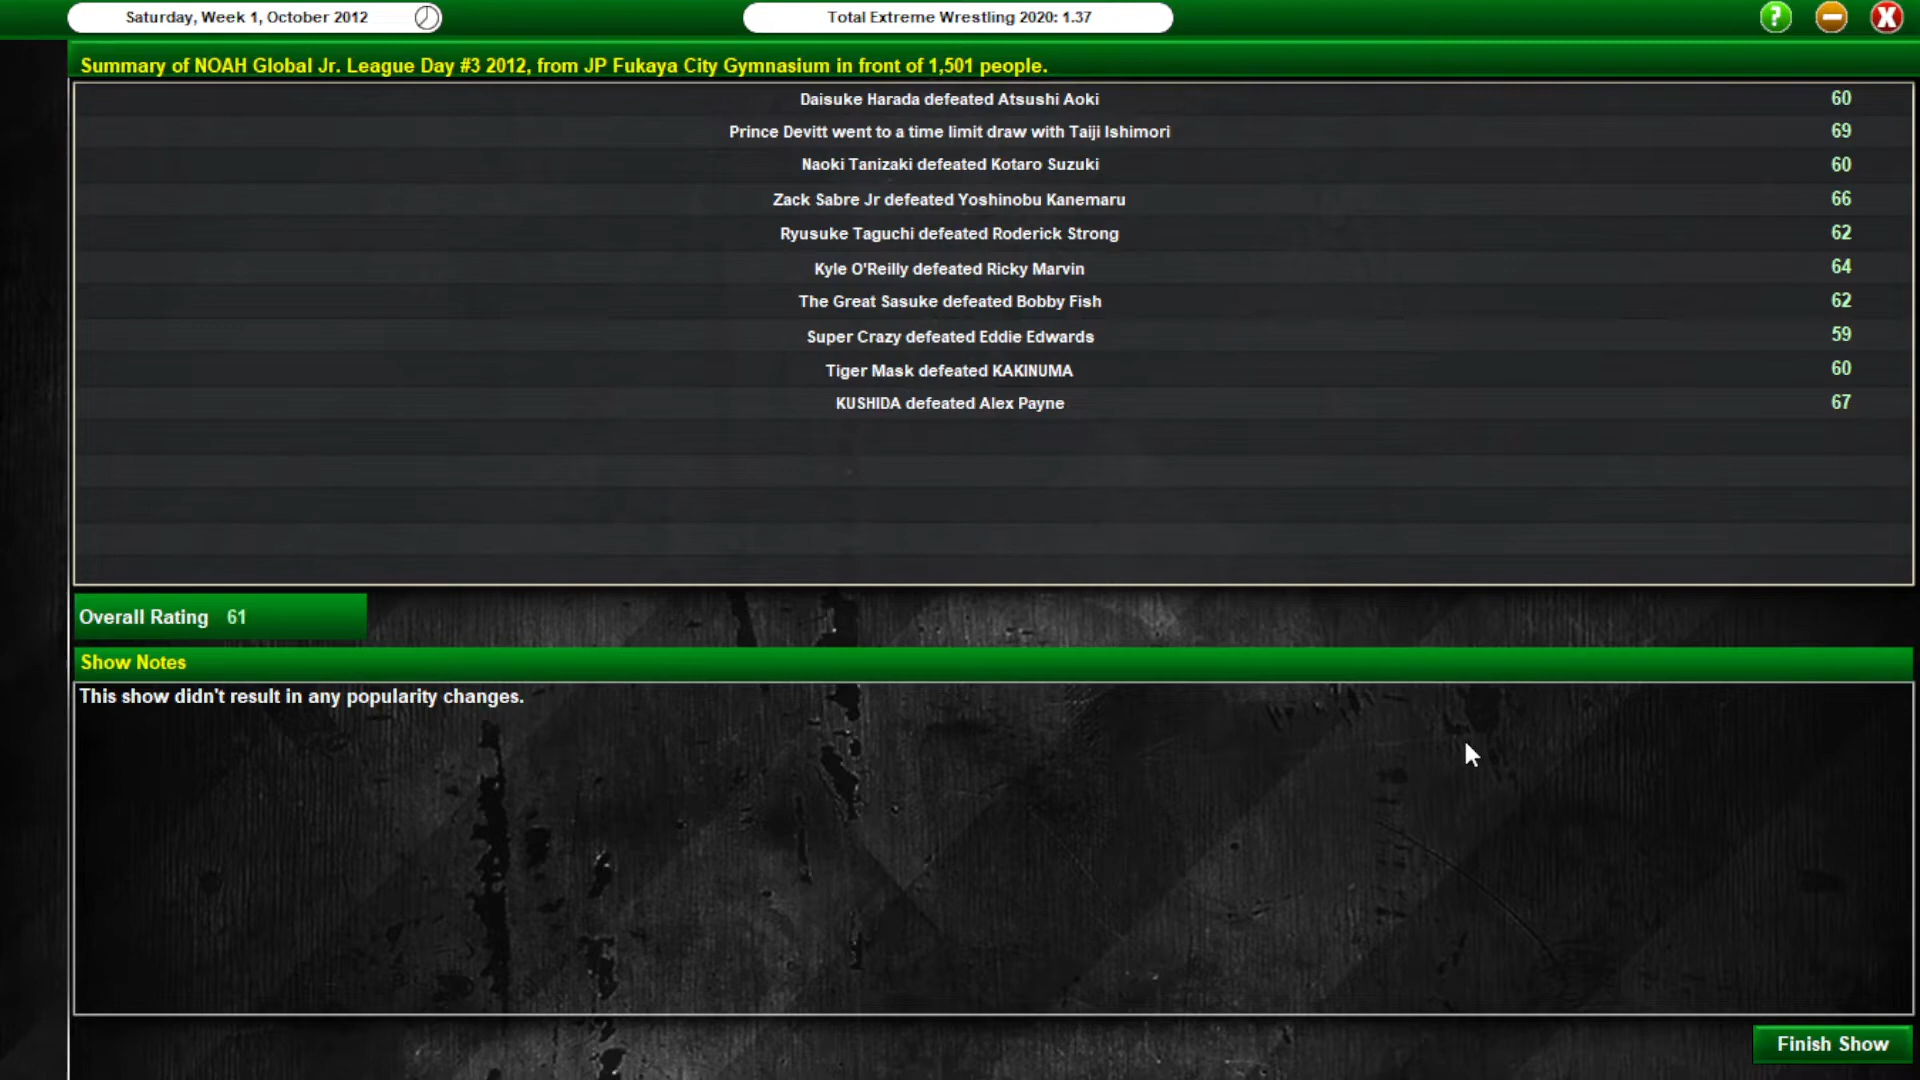 Saturday, Week 1, October 2012
Total Extreme Wrestling 2020: 1.37
?
Summary of NOAH Global Jr. League Day #3 2012, from JP Fukaya City Gymnasium in front of 1,501 people.
Daisuke Harada defeated Atsushi Aoki 60
Prince Devitt went to a time limit draw with Taiji Ishimori 69
Naoki Tanizaki defeated Kotaro Suzuki 60
Zack Sabre Jr defeated Yoshinobu Kanemaru 66
Ryusuke Taguchi defeated Roderick Strong 62
Kyle O'Reilly defeated Ricky Marvin 64
The Great Sasuke defeated Bobby Fish 62
Super Crazy defeated Eddie Edwards 59
Tiger Mask defeated KAKINUMA 60
KUSHIDA defeated Alex Payne 67
Overall Rating 61
Show Notes
This show didn't result in any popularity changes.
Finish Show